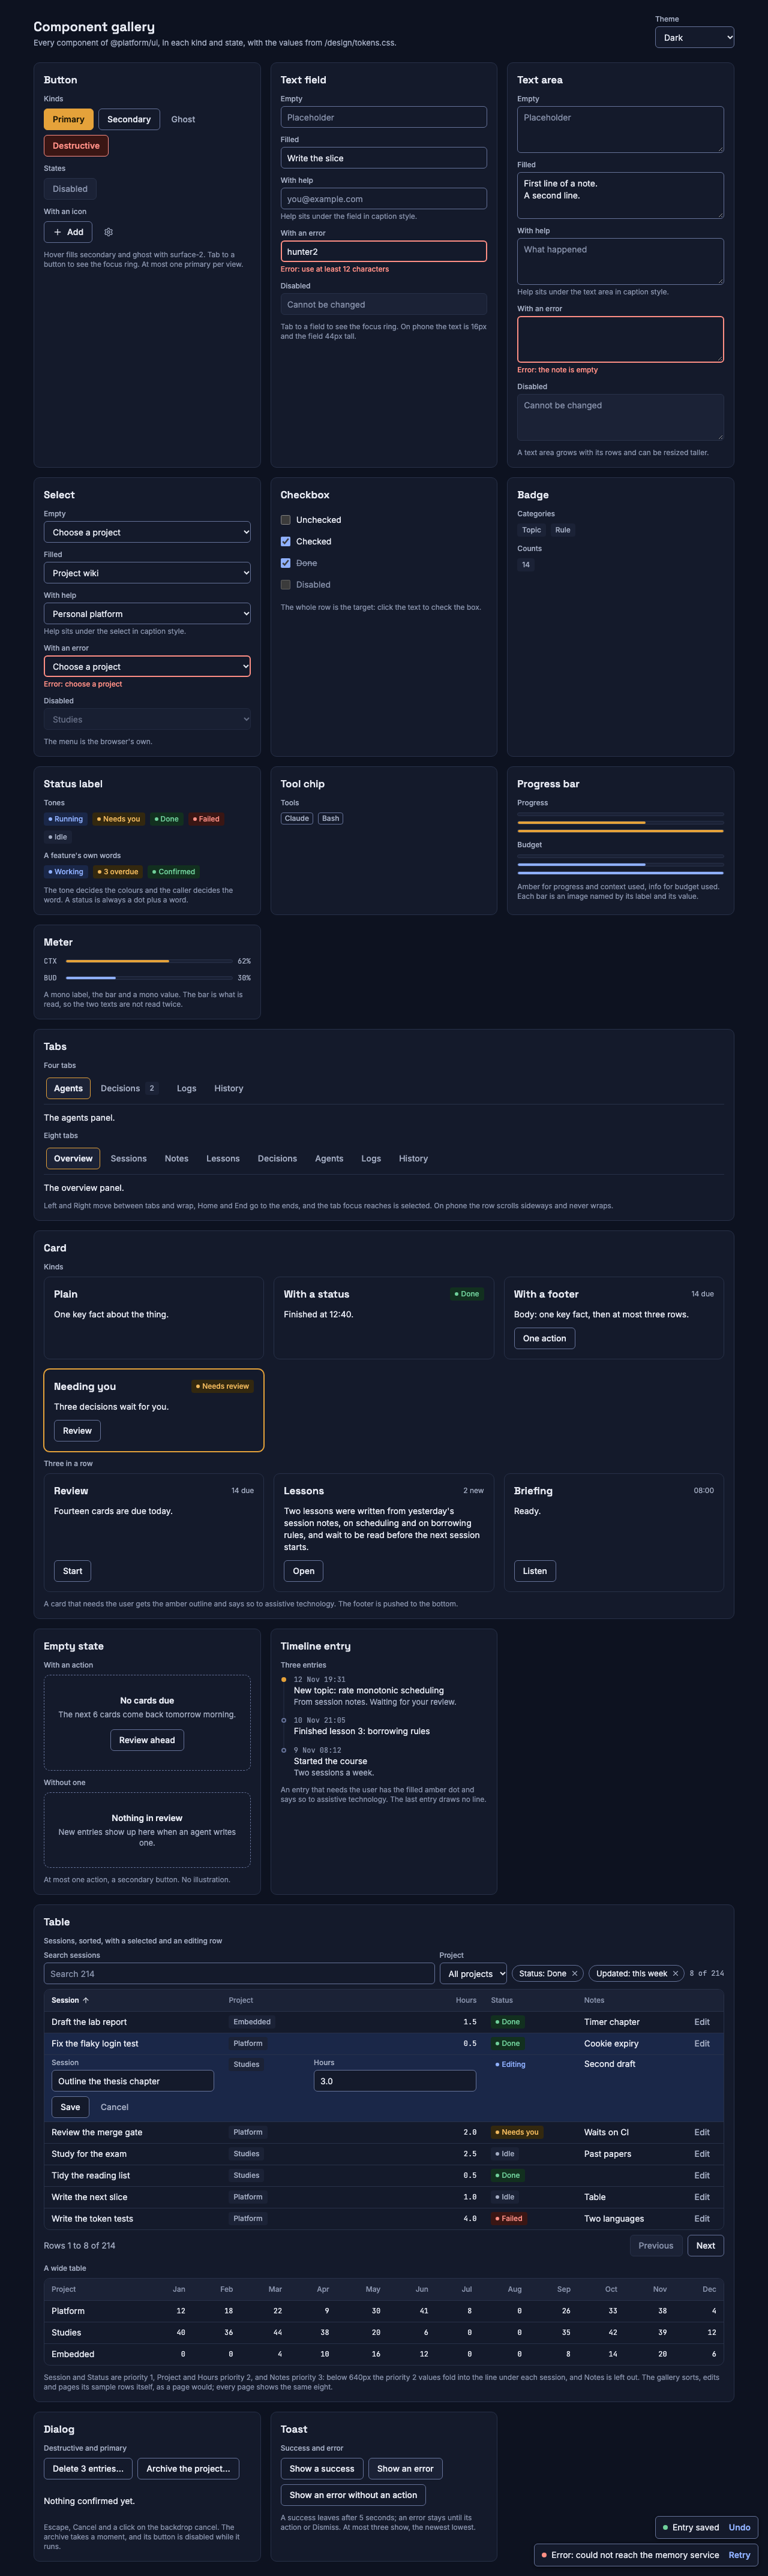 Component gallery
Every component of @platform/ui, in each kind and state, with the values from /design/tokens.css.
Theme
Dark
Button
Kinds
Primary
Secondary
Ghost
Destructive
States
Disabled
With an icon
Add
Hover fills secondary and ghost with surface-2. Tab to a
button to see the focus ring. At most one primary per view.
Text field
Empty
Placeholder
Filled
Write the slice
With help
you@example.com
Help sits under the field in caption style.
With an error
hunter2
Error: use at least 12 characters
Disabled
Cannot be changed
Tab to a field to see the focus ring. On phone the text is 16px
and the field 44px tall.
Text area
Empty
Placeholder
Filled
First line of a note.
A second line.
With help
What happened
Help sits under the text area in caption style.
With an error
Error: the note is empty
Disabled
Cannot be changed
A text area grows with its rows and can be resized taller.
Select
Empty
Choose a project
Filled
Project wiki
With help
Personal platform
Help sits under the select in caption style.
With an error
Choose a project
Error: choose a project
Disabled
Studies
The menu is the browser's own.
Checkbox
Unchecked
Checked
Done
Disabled
The whole row is the target: click the text to check the box.
Badge
Categories
Topic
Rule
Counts
14
Status label
Tones
Running
Needs you
Done
Failed
Idle
A feature's own words
Working
3 overdue
Confirmed
The tone decides the colours and the caller decides the
word. A status is always a dot plus a word.
Tool chip
Tools
Claude
Bash
Progress bar
Progress
Budget
Amber for progress and context used, info for budget used.
Each bar is an image named by its label and its value.
Meter
CTX 62%
BUD 30%
A mono label, the bar and a mono value. The bar is what is
read, so the two texts are not read twice.
Tabs
Four tabs
Agents
Decisions 2
Logs
History
The agents panel.
Eight tabs
Overview
Sessions
Notes
Lessons
Decisions
Agents
Logs
History
The overview panel.
Left and Right move between tabs and wrap, Home and End go to the ends, and the tab focus reaches is selected. On phone the row scrolls sideways and never wraps.
Card
Kinds
Plain
One key fact about the thing.
With a status
Done
Finished at 12:40.
With a footer
14 due
Body: one key fact, then at most three rows.
One action
Needing you
Needs review
Three decisions wait for you.
Review
Three in a row
Review
14 due
Fourteen cards are due today.
Start
Lessons
2 new
Two lessons were written from yesterday's
session notes, on scheduling and on borrowing
rules, and wait to be read before the next session
starts.
Open
Briefing
08:00
Ready.
Listen
A card that needs the user gets the amber outline and says so to assistive technology. The footer is pushed to the bottom.
Empty state
With an action
No cards due
The next 6 cards come back tomorrow morning.
Review ahead
Without one
Nothing in review
New entries show up here when an agent writes
one.
At most one action, a secondary button. No illustration.
Timeline entry
Three entries
12 Nov 19:31
New topic: rate monotonic scheduling
From session notes. Waiting for your review.
10 Nov 21:05
Finished lesson 3: borrowing rules
9 Nov 08:12
Started the course
Two sessions a week.
An entry that needs the user has the filled amber dot and
says so to assistive technology. The last entry draws no line.
Table
Sessions, sorted, with a selected and an editing row
Search sessions
Search 214
Project
All projects
Status: Done
Updated: this week
8 of 214
Session Project Hours Status Notes
Draft the lab report Embedded 1.5 Done Timer chapter Edit
Fix the flaky login test Platform 0.5 Done Cookie expiry Edit
Session Studies Hours Editing Second draft
Outline the thesis chapter 3.0
Save Cancel
Review the merge gate Platform 2.0 Needs you Waits on CI Edit
Study for the exam Studies 2.5 Idle Past papers Edit
Tidy the reading list Studies 0.5 Done Edit
Write the next slice Platform 1.0 Idle Table Edit
Write the token tests Platform 4.0 Failed Two languages Edit
Rows 1 to 8 of 214
Previous
Next
A wide table
Project Jan Feb Mar Apr May Jun Jul Aug Sep Oct Nov Dec
Platform 12 18 22 9 30 41 8 0 26 33 38 4
Studies 40 36 44 38 20 6 0 0 35 42 39 12
Embedded 0 0 4 10 16 12 0 0 8 14 20 6
Session and Status are priority 1, Project and Hours priority 2, and Notes priority 3: below 640px the priority 2 values fold into the line under each session, and Notes is left out. The gallery sorts, edits
and pages its sample rows itself, as a page would; every page shows the same eight.
Dialog
Destructive and primary
Delete 3 entries...
Archive the project...
Nothing confirmed yet.
Escape, Cancel and a click on the backdrop cancel. The
archive takes a moment, and its button is disabled while it
runs.
Toast
Success and error
Show a success
Show an error
Show an error without an action
A success leaves after 5 seconds; an error stays until its
action or Dismiss. At most three show, the newest lowest.
Entry saved Undo
Error: could not reach the memory service Retry